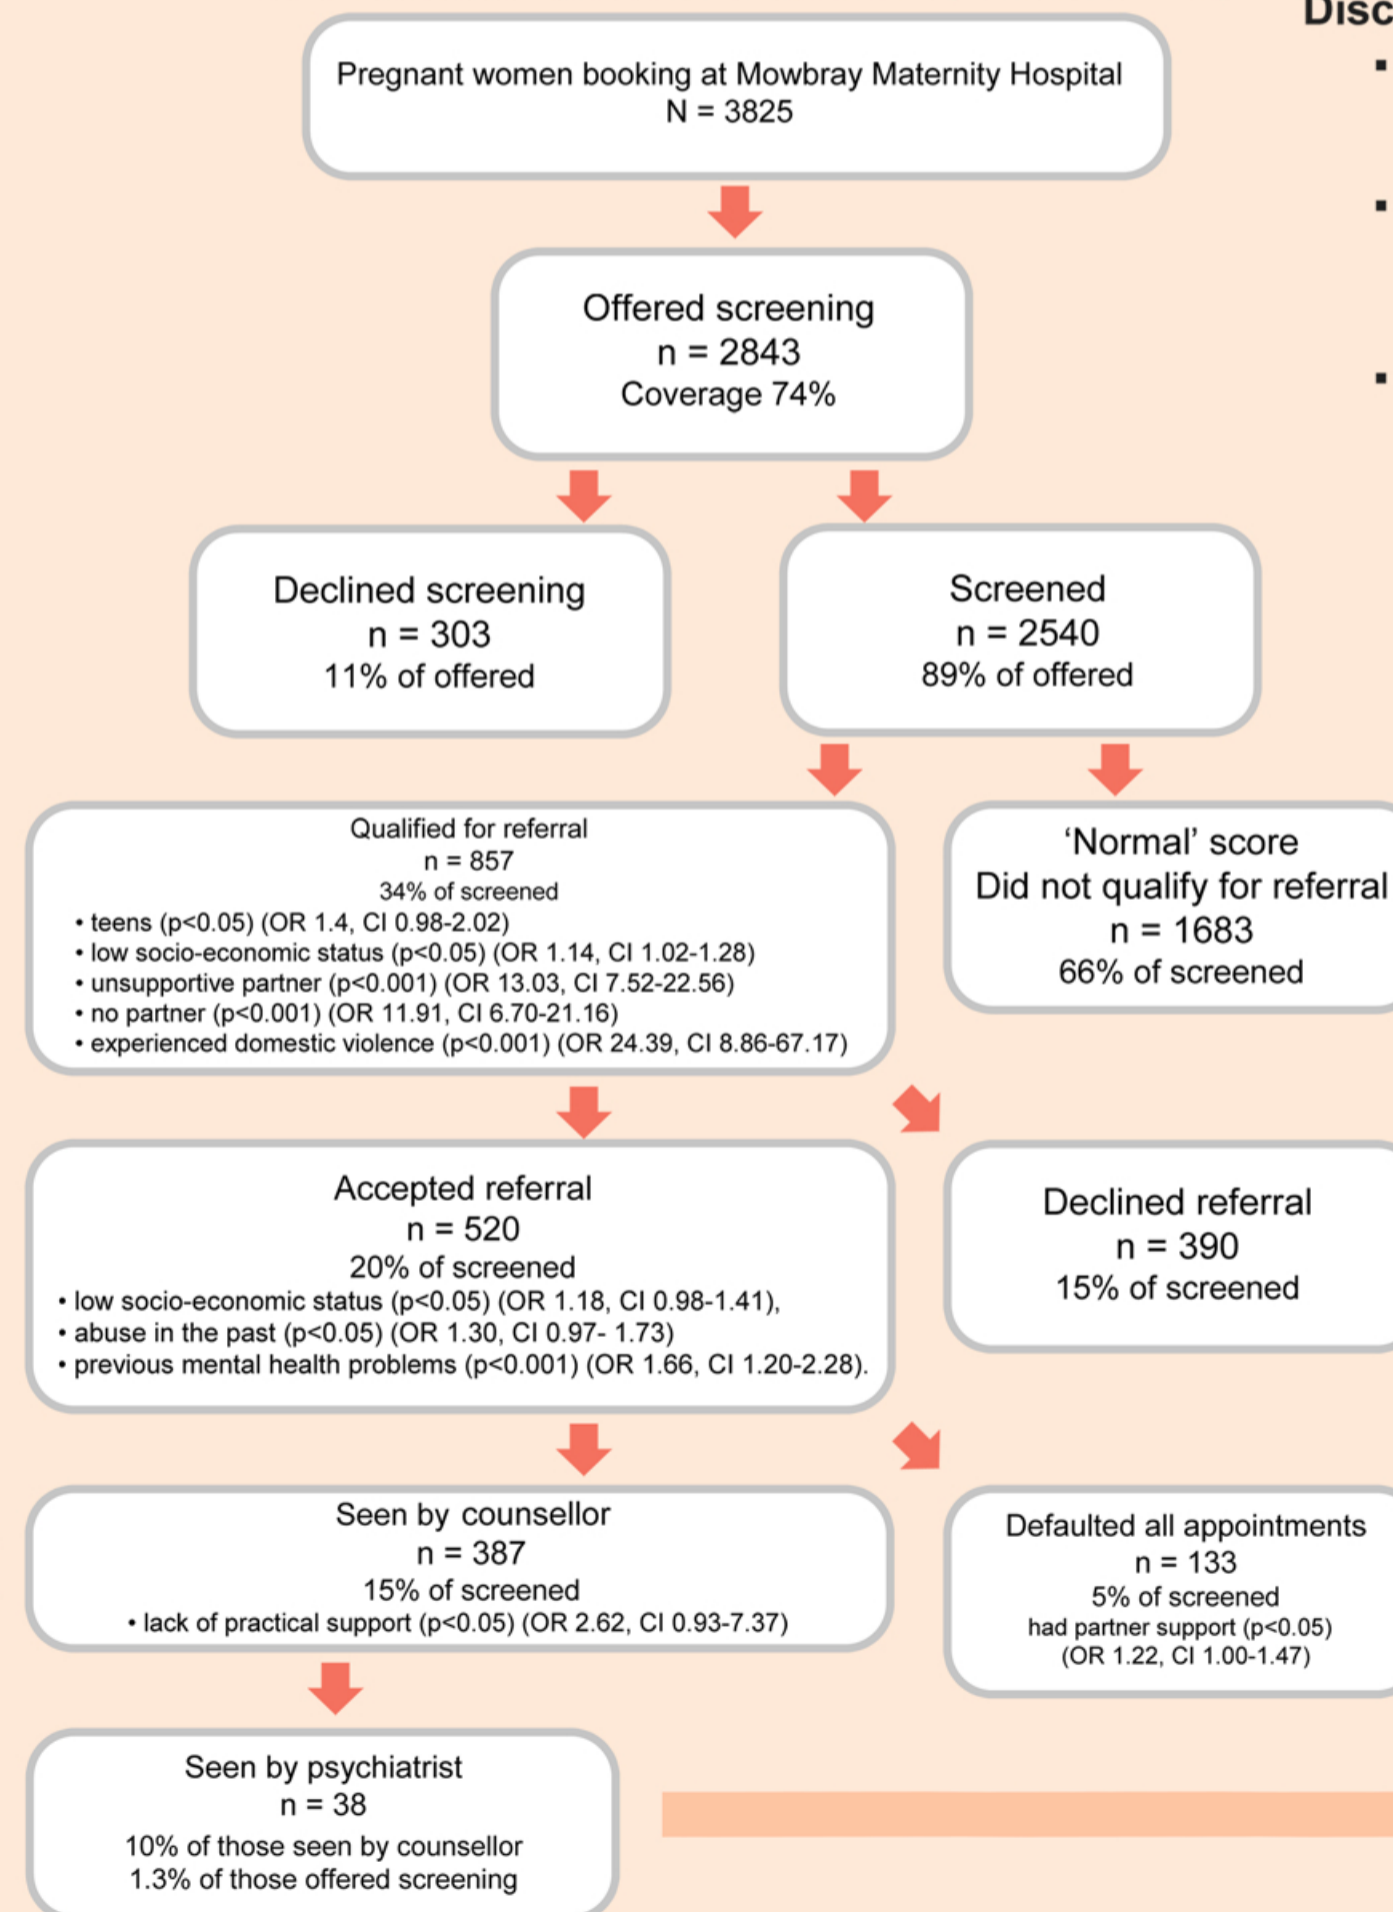 Disc
Pregnant women booking at Mowbray Maternity Hospital
N = 3825
Offered screening
n = 2843
Coverage 74%
Declined screening
n = 303
11% of offered
Screened
n = 2540
89% of offered
Qualified for referral
n = 857
34% of screened
• teens (p<0.05) (OR 1.4, CI 0.98-2.02)
• low socio-economic status (p<0.05) (OR 1.14, CI 1.02-1.28)
• unsupportive partner (p<0.001) (OR 13.03, CI 7.52-22.56)
• no partner (p<0.001) (OR 11.91, CI 6.70-21.16)
• experienced domestic violence (p<0.001) (OR 24.39, CI 8.86-67.17)
‘Normal’ score
Did not qualify for referral
n = 1683
66% of screened
Accepted referral
n = 520
20% of screened
• low socio-economic status (p<0.05) (OR 1.18, CI 0.98-1.41),
• abuse in the past (p<0.05) (OR 1.30, CI 0.97- 1.73)
• previous mental health problems (p<0.001) (OR 1.66, CI 1.20-2.28).
Declined referral
n = 390
15% of screened
Seen by counsellor
n = 387
15% of screened
• lack of practical support (p<0.05) (OR 2.62, CI 0.93-7.37)
Defaulted all appointments
n = 133
5% of screened
had partner support (p<0.05)
(OR 1.22, CI 1.00-1.47)
Seen by psychiatrist
n = 38
10% of those seen by counsellor
1.3% of those offered screening